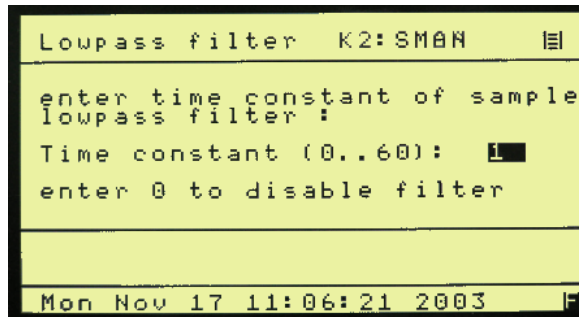 Lowpass filter K2:SMAN
enter time constant of sample
lowpass filter :
Time constant (0..60): 1
enter 0 to disable filter
Mon Nov 17 11:06:21 2003